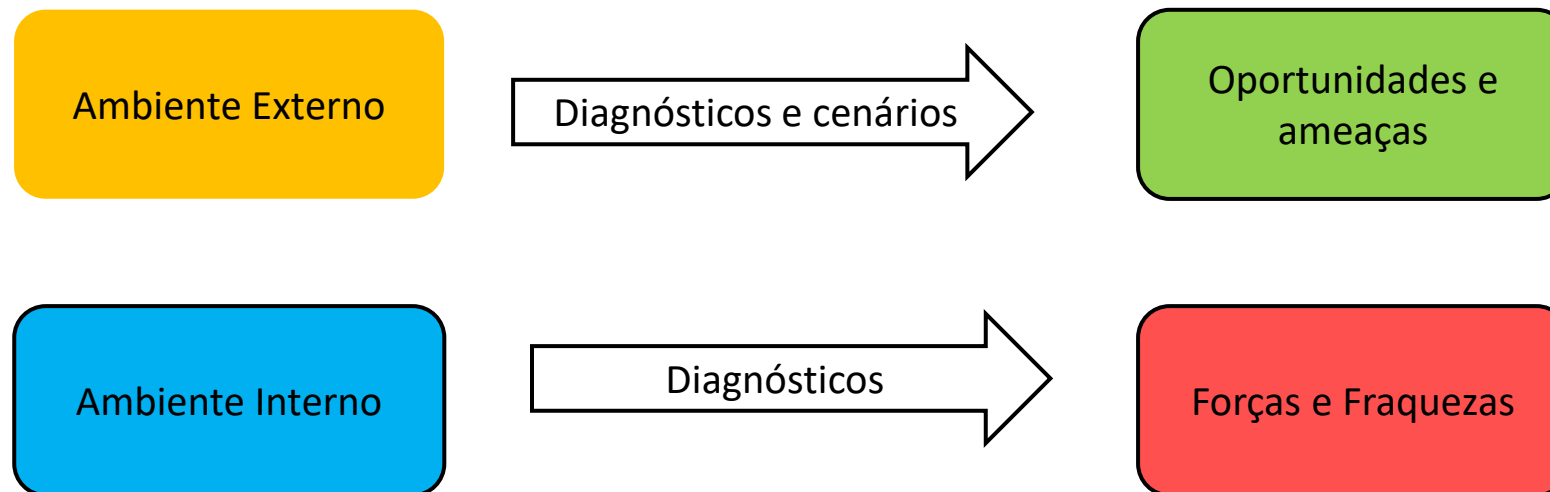 Ambiente Externo
Diagnósticos e cenários
Oportunidades e
ameaças
Ambiente Interno
Diagnósticos
Forças e Fraquezas